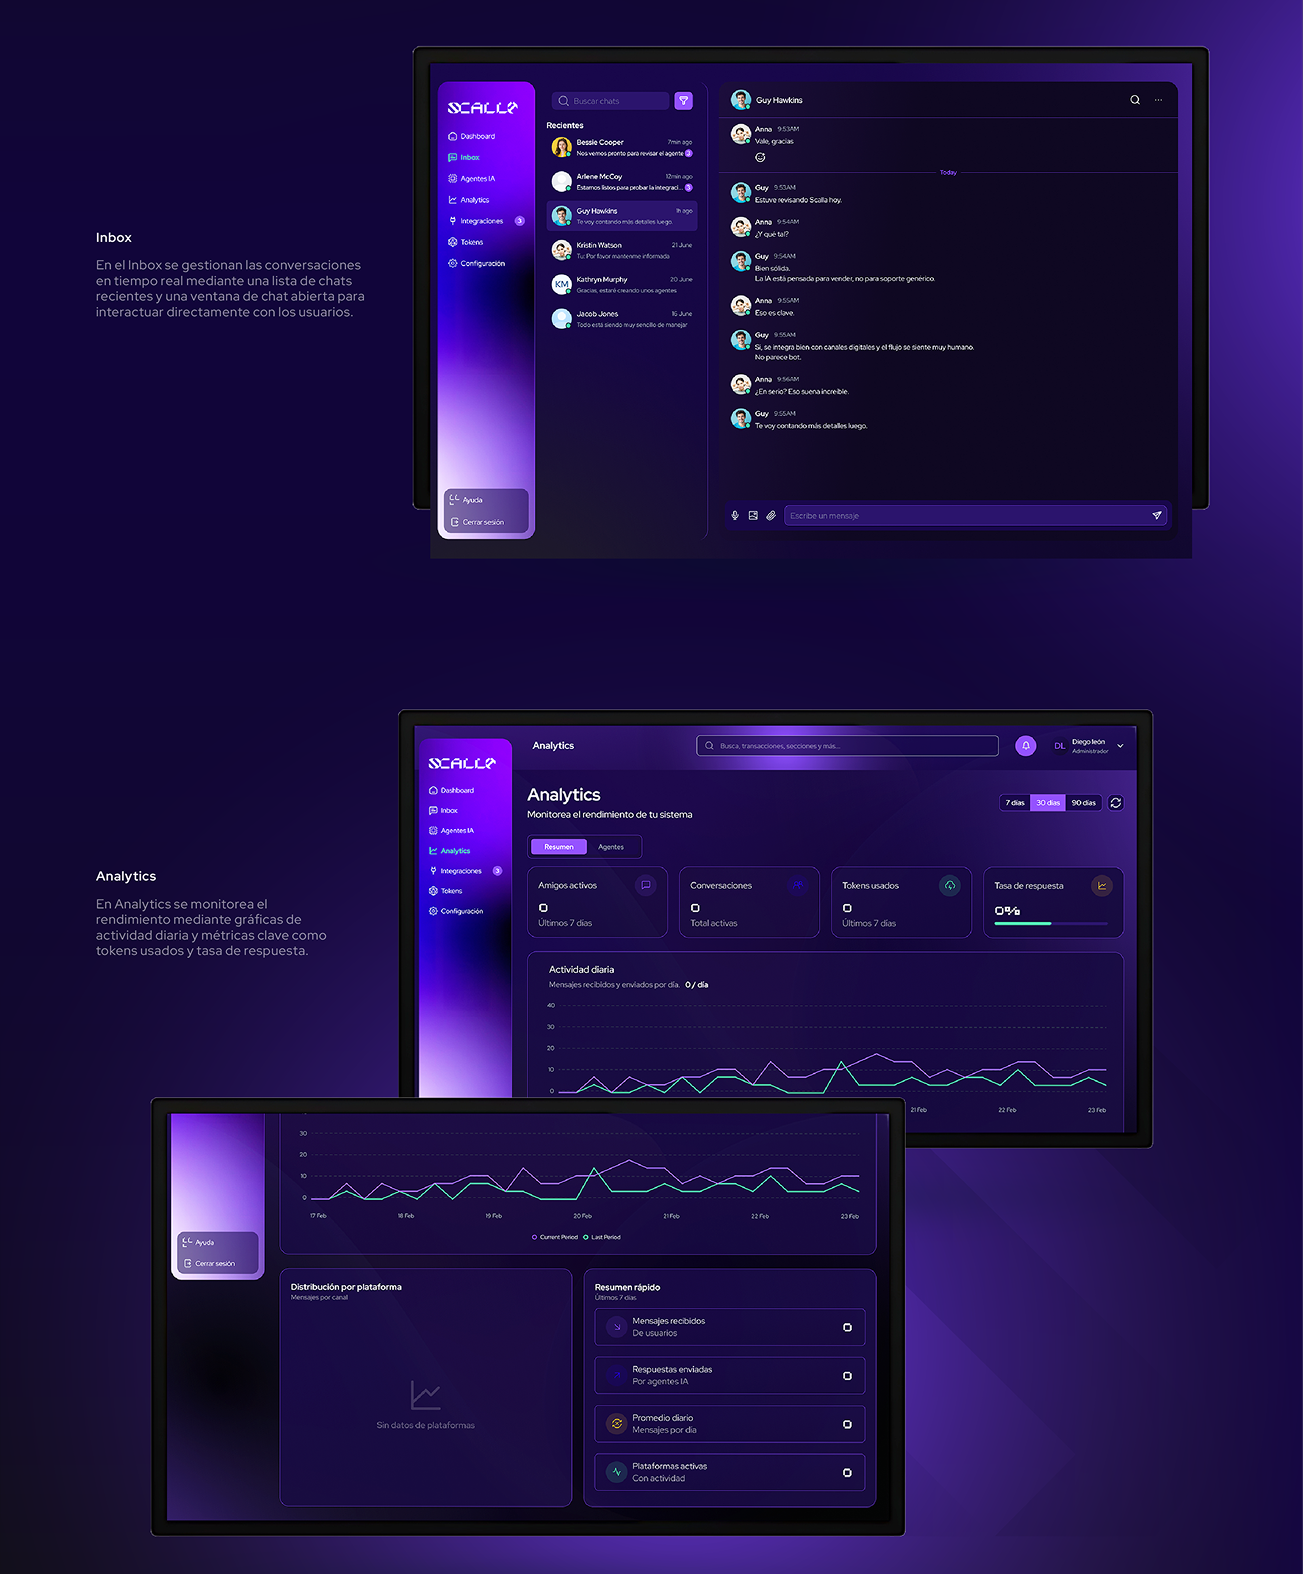 SCALLA
Dashboard
Inbox
Agentes IA
Analytics
Integraciones 3
Tokens
Configuración
Ayuda
Cerrar sesión
Buscar chats
Recientes
Bessie Cooper 7min ago
Nos vemos pronto para revisar el agente 3
Arlene McCoy 12min ago
Estamos listos para probar la integraci... 3
Guy Hawkins 1h ago
Te voy contando más detalles luego.
Kristin Watson 21 June
Tu: Por favor mantenme informada
KM
Kathryn Murphy 20 June
Gracias, estaré creando unos agentes
Jacob Jones 16 June
Todo está siendo muy sencillo de manejar
Guy Hawkins
Anna 9:53AM
Vale, gracias
Today
Guy 9:53AM
Estuve revisando Scalla hoy.
Anna 9:54AM
¿Y qué tal?
Guy 9:54AM
Bien sólida.
La IA está pensada para vender, no para soporte genérico.
Anna 9:55AM
Eso es clave.
Guy 9:55AM
Sí, se integra bien con canales digitales y el flujo se siente muy humano.
No parece bot.
Anna 9:56AM
¿En serio? Eso suena increíble.
Guy 9:55AM
Te voy contando más detalles luego.
Escribe un mensaje
Inbox
En el Inbox se gestionan las conversaciones
en tiempo real mediante una lista de chats
recientes y una ventana de chat abierta para
interactuar directamente con los usuarios.
SCALLA
Dashboard
Inbox
Agentes IA
Analytics
Integraciones 3
Tokens
Configuración
Analytics
Busca, transacciones, socciones y más...
DL
Diego león
Administrador
Analytics
Monitorea el rendimiento de tu sistema
7 días 30 días 90 días
Resumen Agentes
Amigos activos
0
Últimos 7 días
Conversaciones
0
Total activas
Tokens usados
0
Últimos 7 días
Tasa de respuesta
0%
Actividad diaria
Mensajes recibidos y enviados por día. 0 / día
40
30
20
10
0
21 Feb 22 Feb 23 Feb
Analytics
En Analytics se monitorea el
rendimiento mediante gráficas de
actividad diaria y métricas clave como
tokens usados y tasa de respuesta.
30
20
10
0
17 Feb 18 Feb 19 Feb 20 Feb 21 Feb 22 Feb 23 Feb
Current Period Last Period
Ayuda
Cerrar sesión
Distribución por plataforma
Mensajes por canal
Sin datos de plataformas
Resumen rápido
Últimos 7 días
Mensajes recibidos
De usuarios
0
Respuestas enviadas
Por agentes IA
0
Promedio diario
Mensajes por día
0
Plataformas activas
Con actividad
0